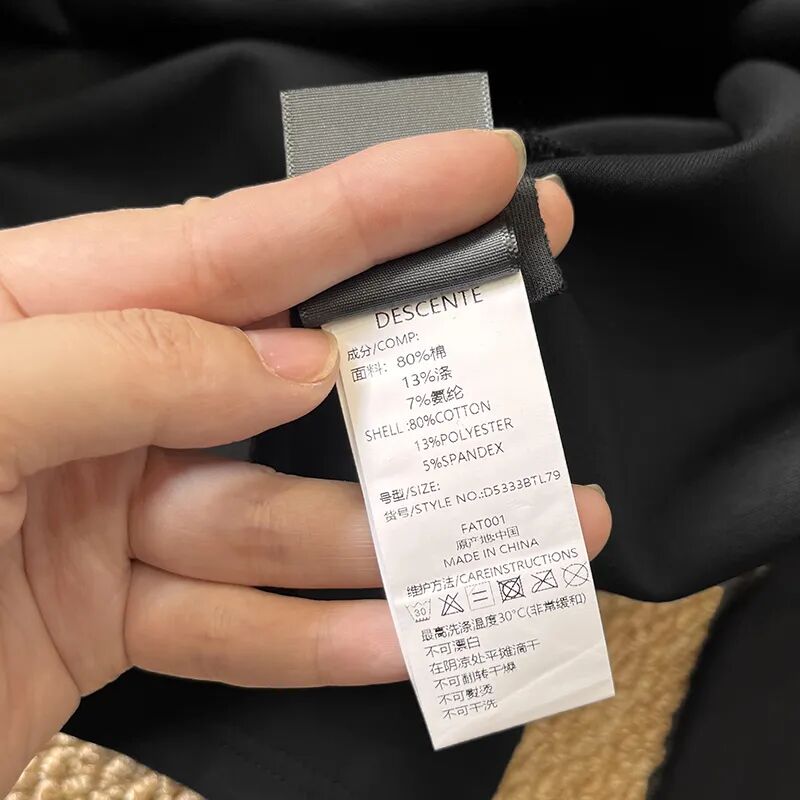 DESCENTE
成分/COMP:
面料: 80%棉
13%涤
7%氨纶
SHELL :80%COTTON
13%POLYESTER
5%SPANDEX
号型/SIZE:
货号/STYLE NO.:D5333BTL79
FAT001
原产地:中国
MADE IN CHINA
维护方法/CAREINSTRUCTIONS
30
最高洗涤温度30°C(非常缓和)
不可漂白
在阴凉处平摊滴干
不可翻转干燥
不可熨烫
不可干洗